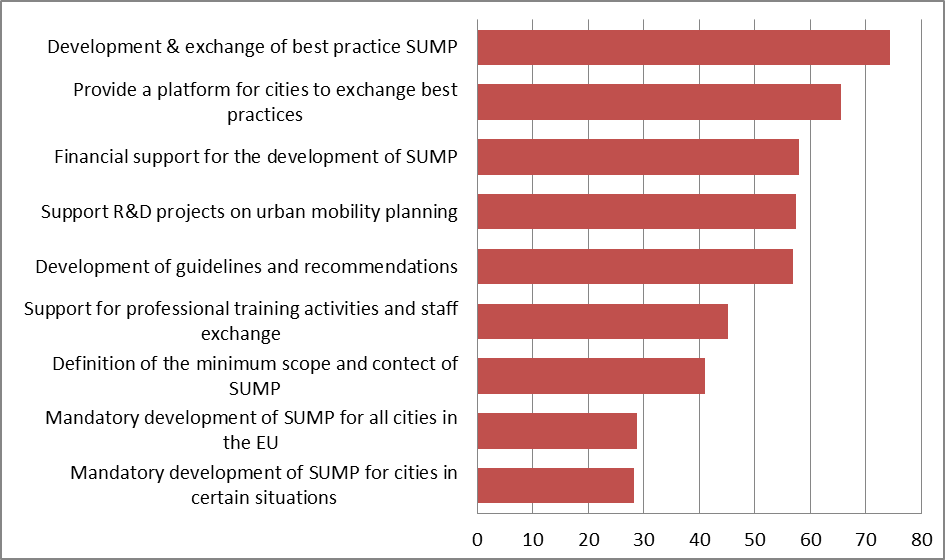 Development & exchange of best practice SUMP
Provide a platform for cities to exchange best
practices
Financial support for the development of SUMP
Support R&D projects on urban mobility planning
Development of guidelines and recommendations
Support for professional training activities and staff
exchange
Definition of the minimum scope and contect of
SUMP
Mandatory development of SUMP for all cities in
the EU
Mandatory development of SUMP for cities in
certain situations
0 10 20 30 40 50 60 70 80